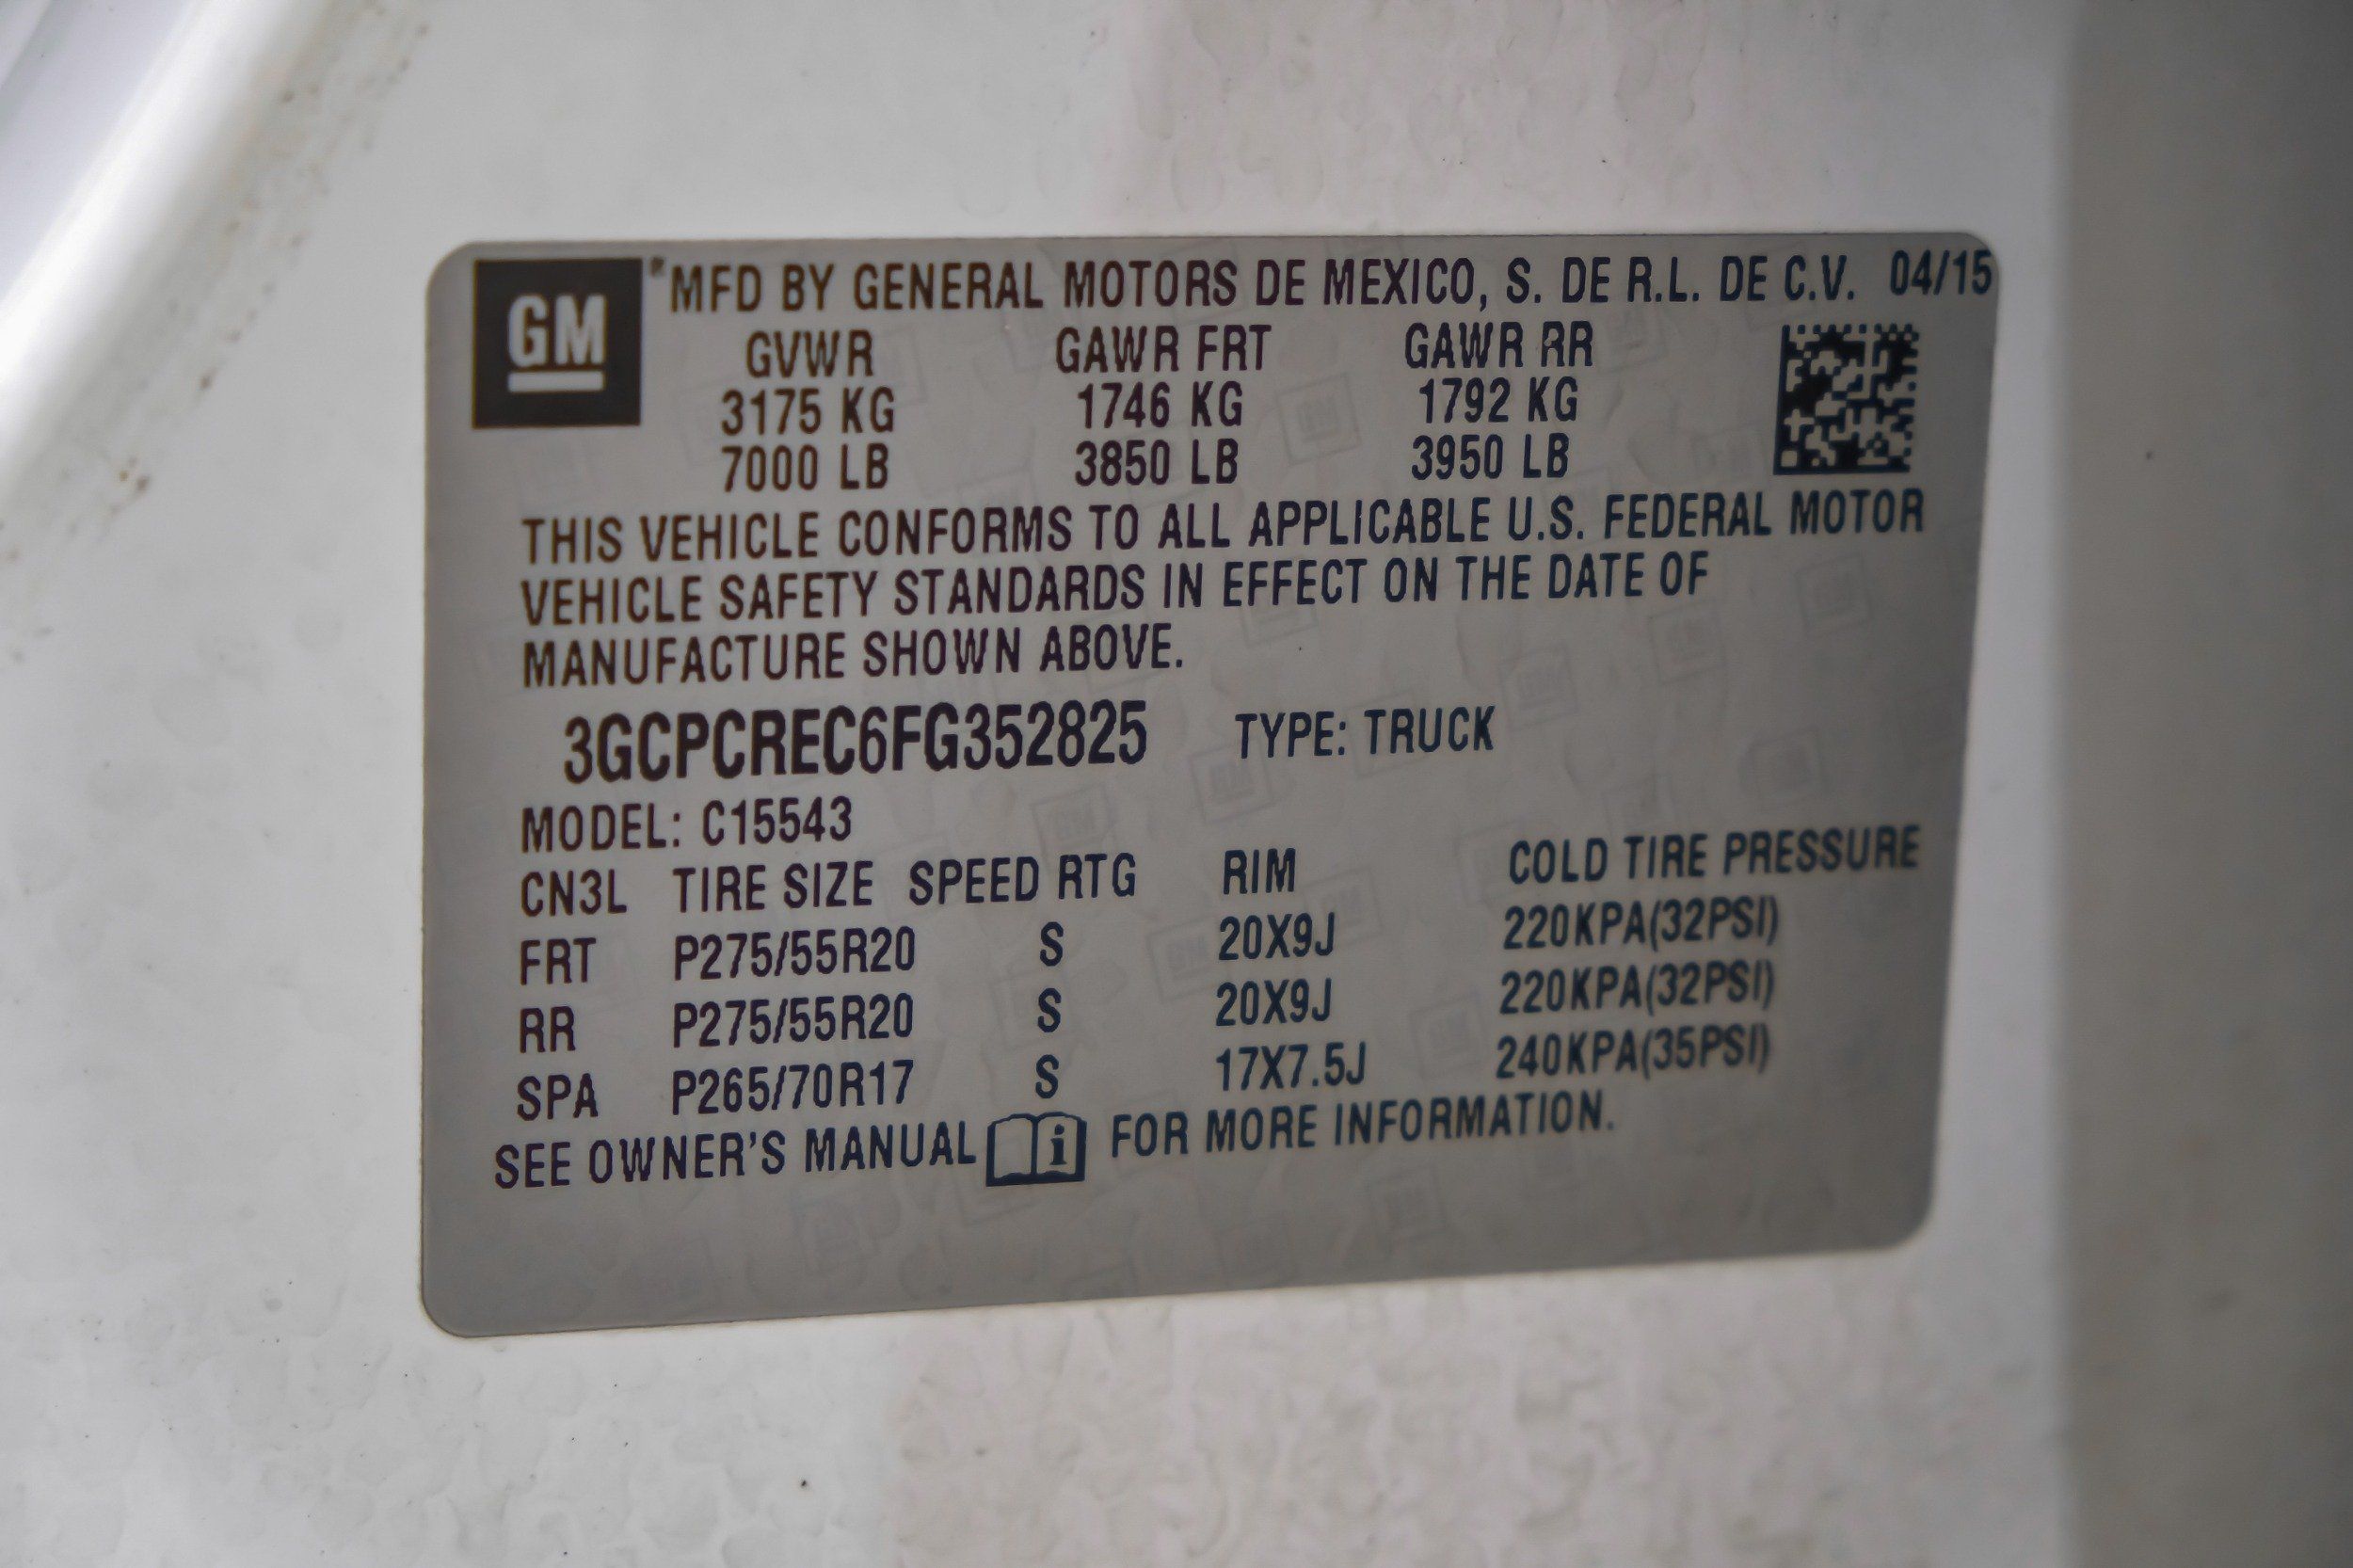 GM ® MFD BY GENERAL MOTORS DE MEXICO, S. DE R.L. DE C.V. 04/15
GVWR GAWR FRT GAWR RR
3175 KG 1746 KG 1792 KG
7000 LB 3850 LB 3950 LB
THIS VEHICLE CONFORMS TO ALL APPLICABLE U.S. FEDERAL MOTOR
VEHICLE SAFETY STANDARDS IN EFFECT ON THE DATE OF
MANUFACTURE SHOWN ABOVE.
3GCPCREC6FG352825 TYPE: TRUCK
MODEL: C15543
CN3L TIRE SIZE SPEED RTG RIM COLD TIRE PRESSURE
FRT P275/55R20 S 20X9J 220KPA(32PSI)
RR P275/55R20 S 20X9J 220KPA(32PSI)
SPA P265/70R17 S 17X7.5J 240KPA(35PSI)
SEE OWNER'S MANUAL i FOR MORE INFORMATION.